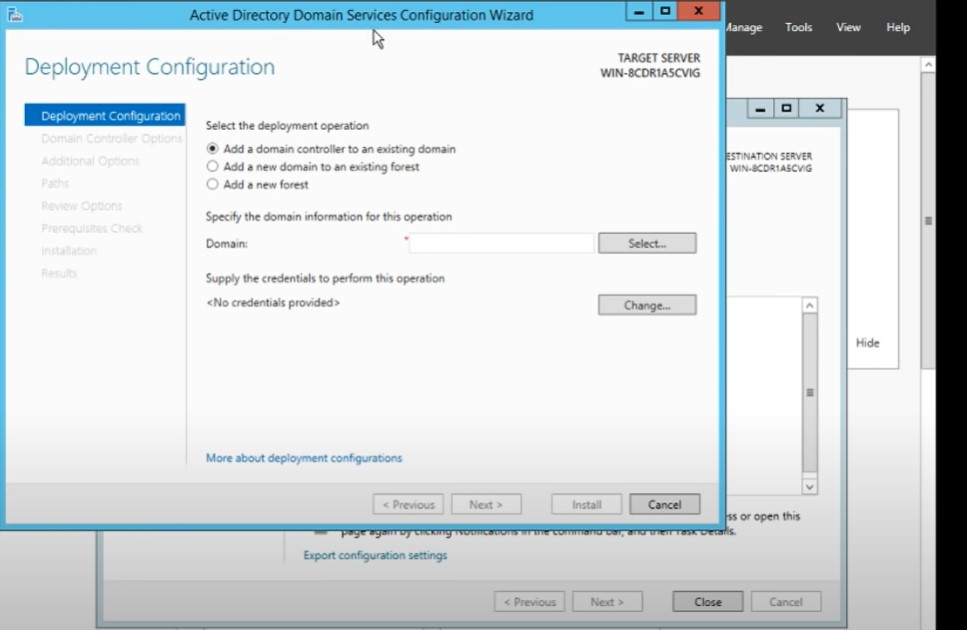 Active Directory Domain Services Configuration Wizard
Manage Tools View Help
Deployment Configuration
TARGET SERVER
WIN-8CDR1A5CVIG
Deployment Configuration
Domain Controller Options
Additional Options
Paths
Review Options
Prerequisites Check
Installation
Results
Select the deployment operation
Add a domain controller to an existing domain
Add a new domain to an existing forest
Add a new forest
Specify the domain information for this operation
Domain: *
Select...
Supply the credentials to perform this operation
<No credentials provided>
Change...
More about deployment configurations
< Previous Next > Install Cancel
ESTINATION SERVER
WIN-8CDR1A5CVIG
Hide
ss or open this
page again by clicking Notifications in the command bar, and then Task Details.
Export configuration settings
< Previous Next > Close Cancel